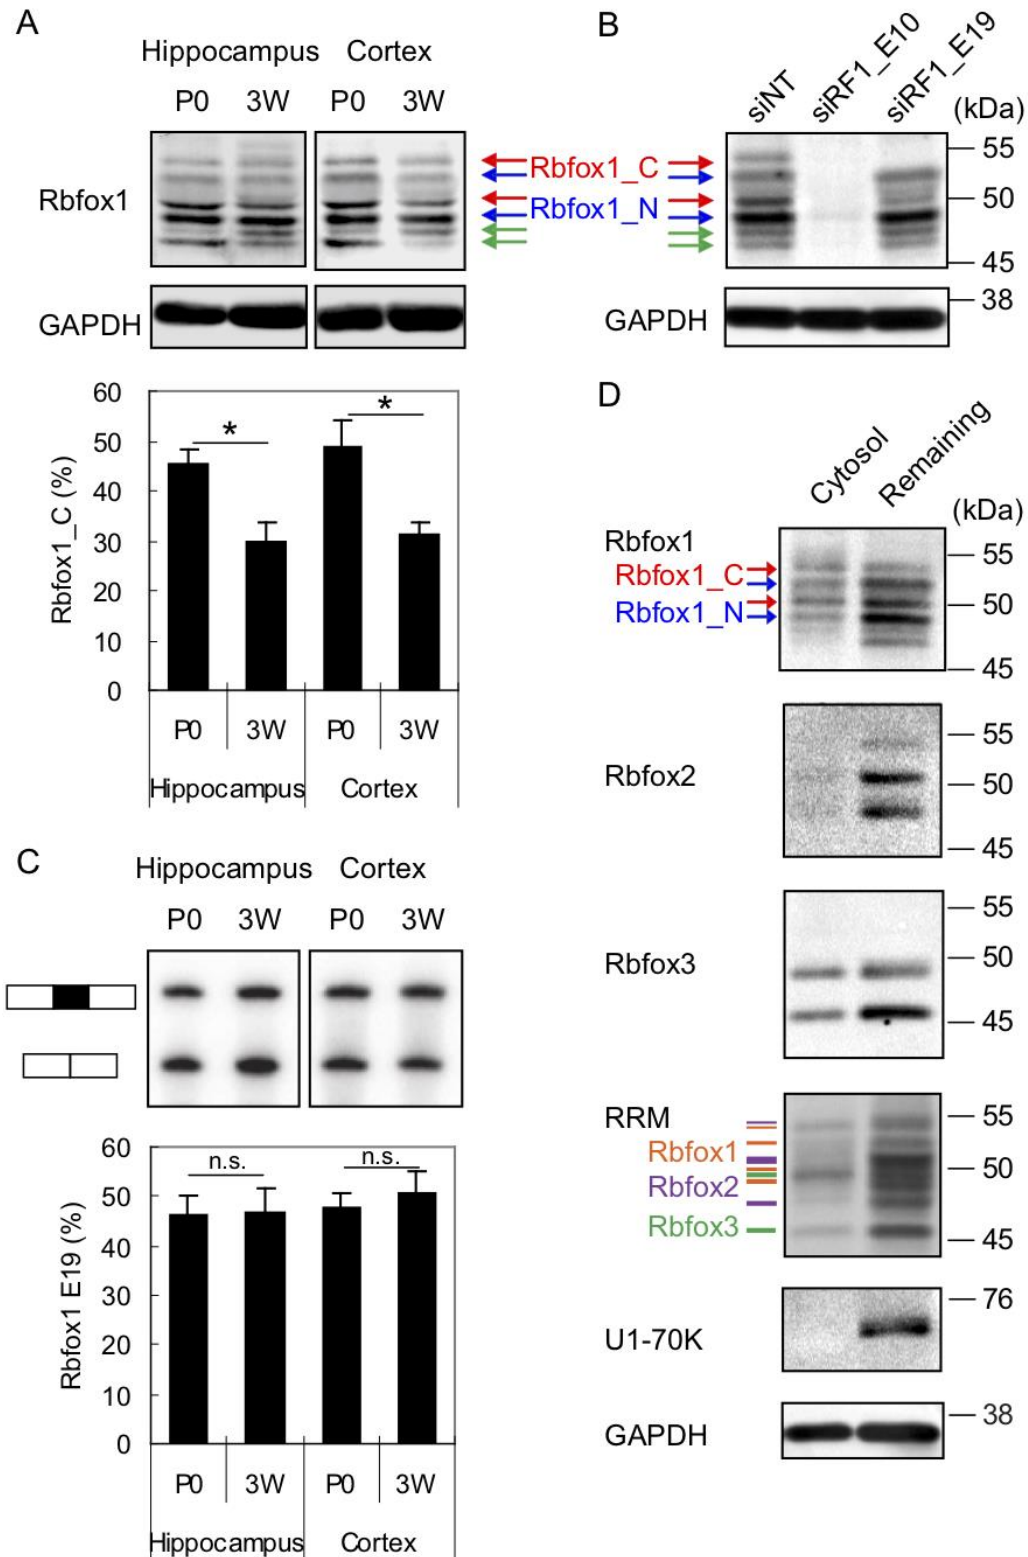 A
Hippocampus Cortex
P0 3W P0 3W
Rbfox1
Rbfox1_C
Rbfox1_N
GAPDH
60
50
40
30
20
10
0
Rbfox1_C (%)
* *
P0 3W P0 3W
Hippocampus Cortex
B
siNT siRF1_E10 siRF1_E19
(kDa)
55
50
45
38
GAPDH
C
Hippocampus Cortex
P0 3W P0 3W
60
50
40
30
20
10
0
Rbfox1 E19 (%)
n.s. n.s.
P0 3W P0 3W
Hippocampus Cortex
D
Cytosol Remaining
(kDa)
Rbfox1
Rbfox1_C
Rbfox1_N
55
50
45
Rbfox2
55
50
45
Rbfox3
55
50
45
RRM
Rbfox1
Rbfox2
Rbfox3
55
50
45
U1-70K
76
GAPDH
38